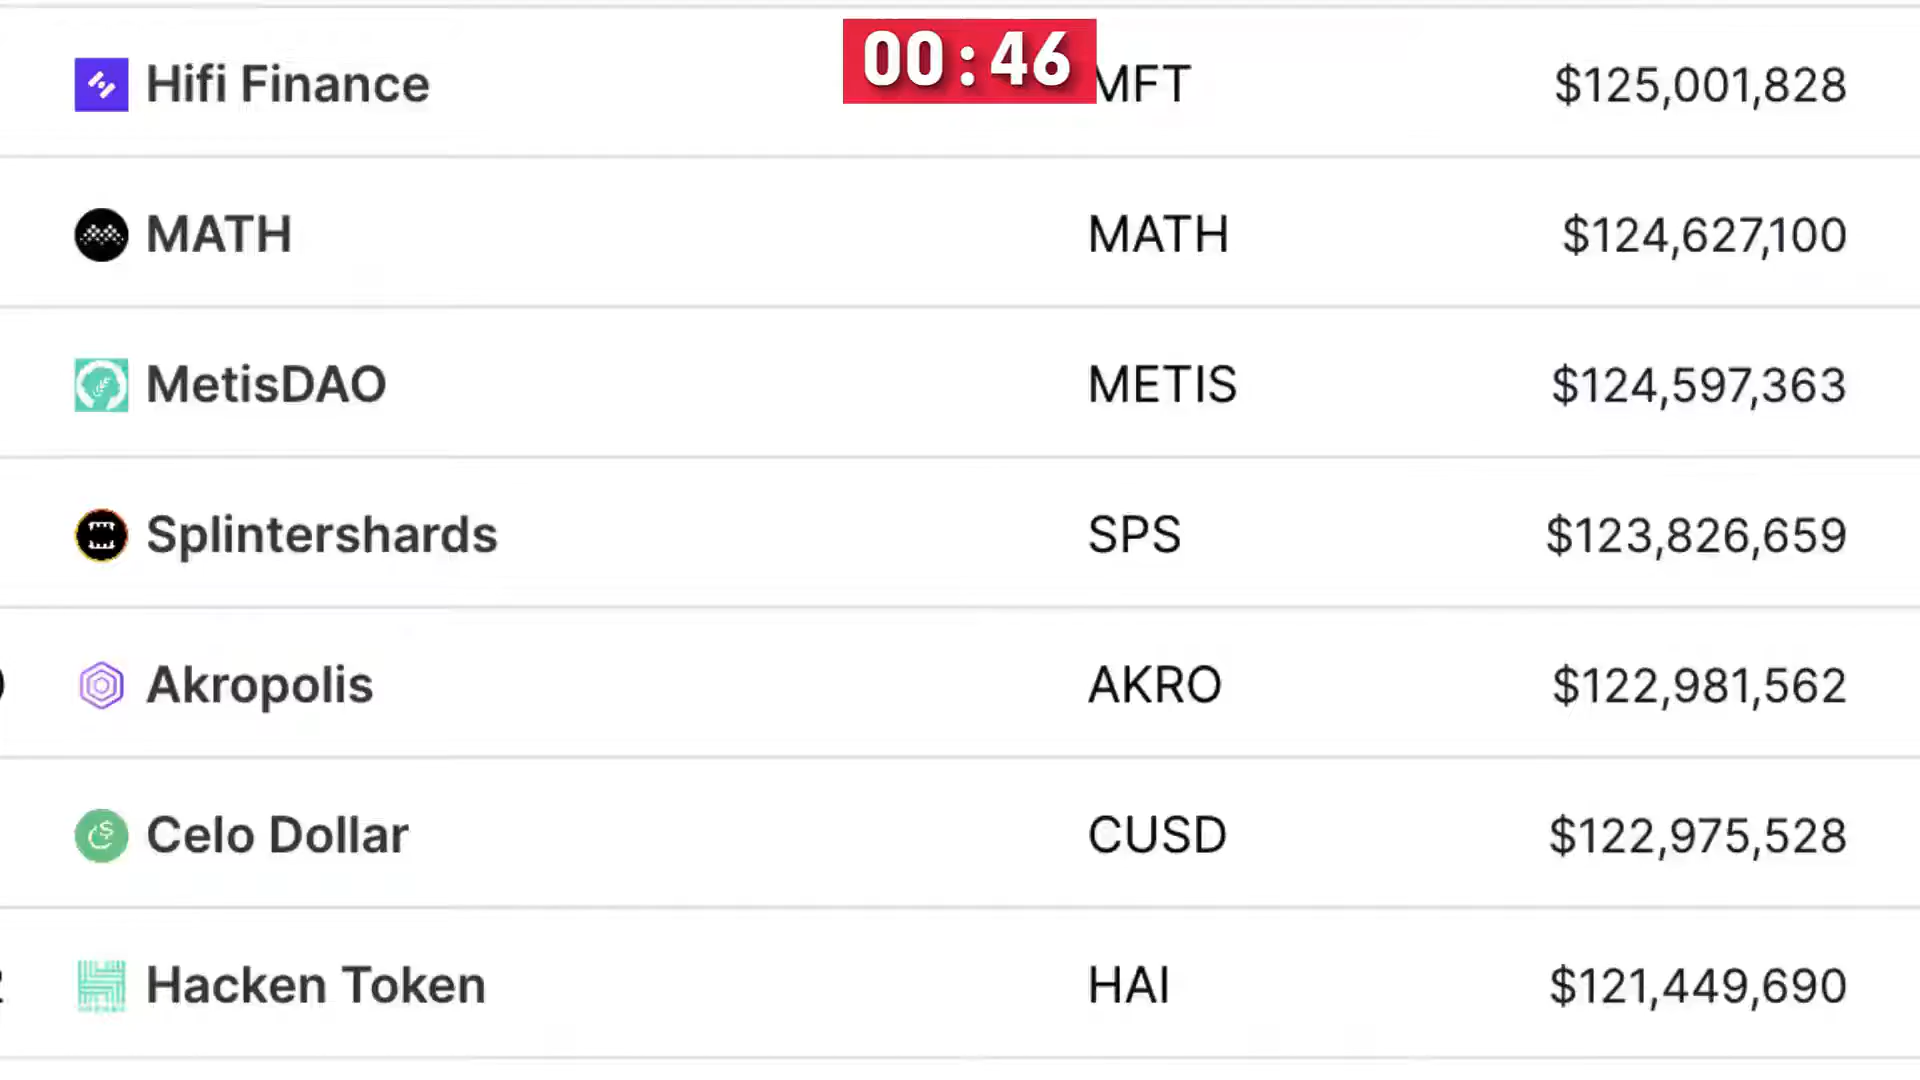 00:46
Hifi Finance MFT $125,001,828
MATH MATH $124,627,100
MetisDAO METIS $124,597,363
Splintershards SPS $123,826,659
Akropolis AKRO $122,981,562
Celo Dollar CUSD $122,975,528
Hacken Token HAI $121,449,690